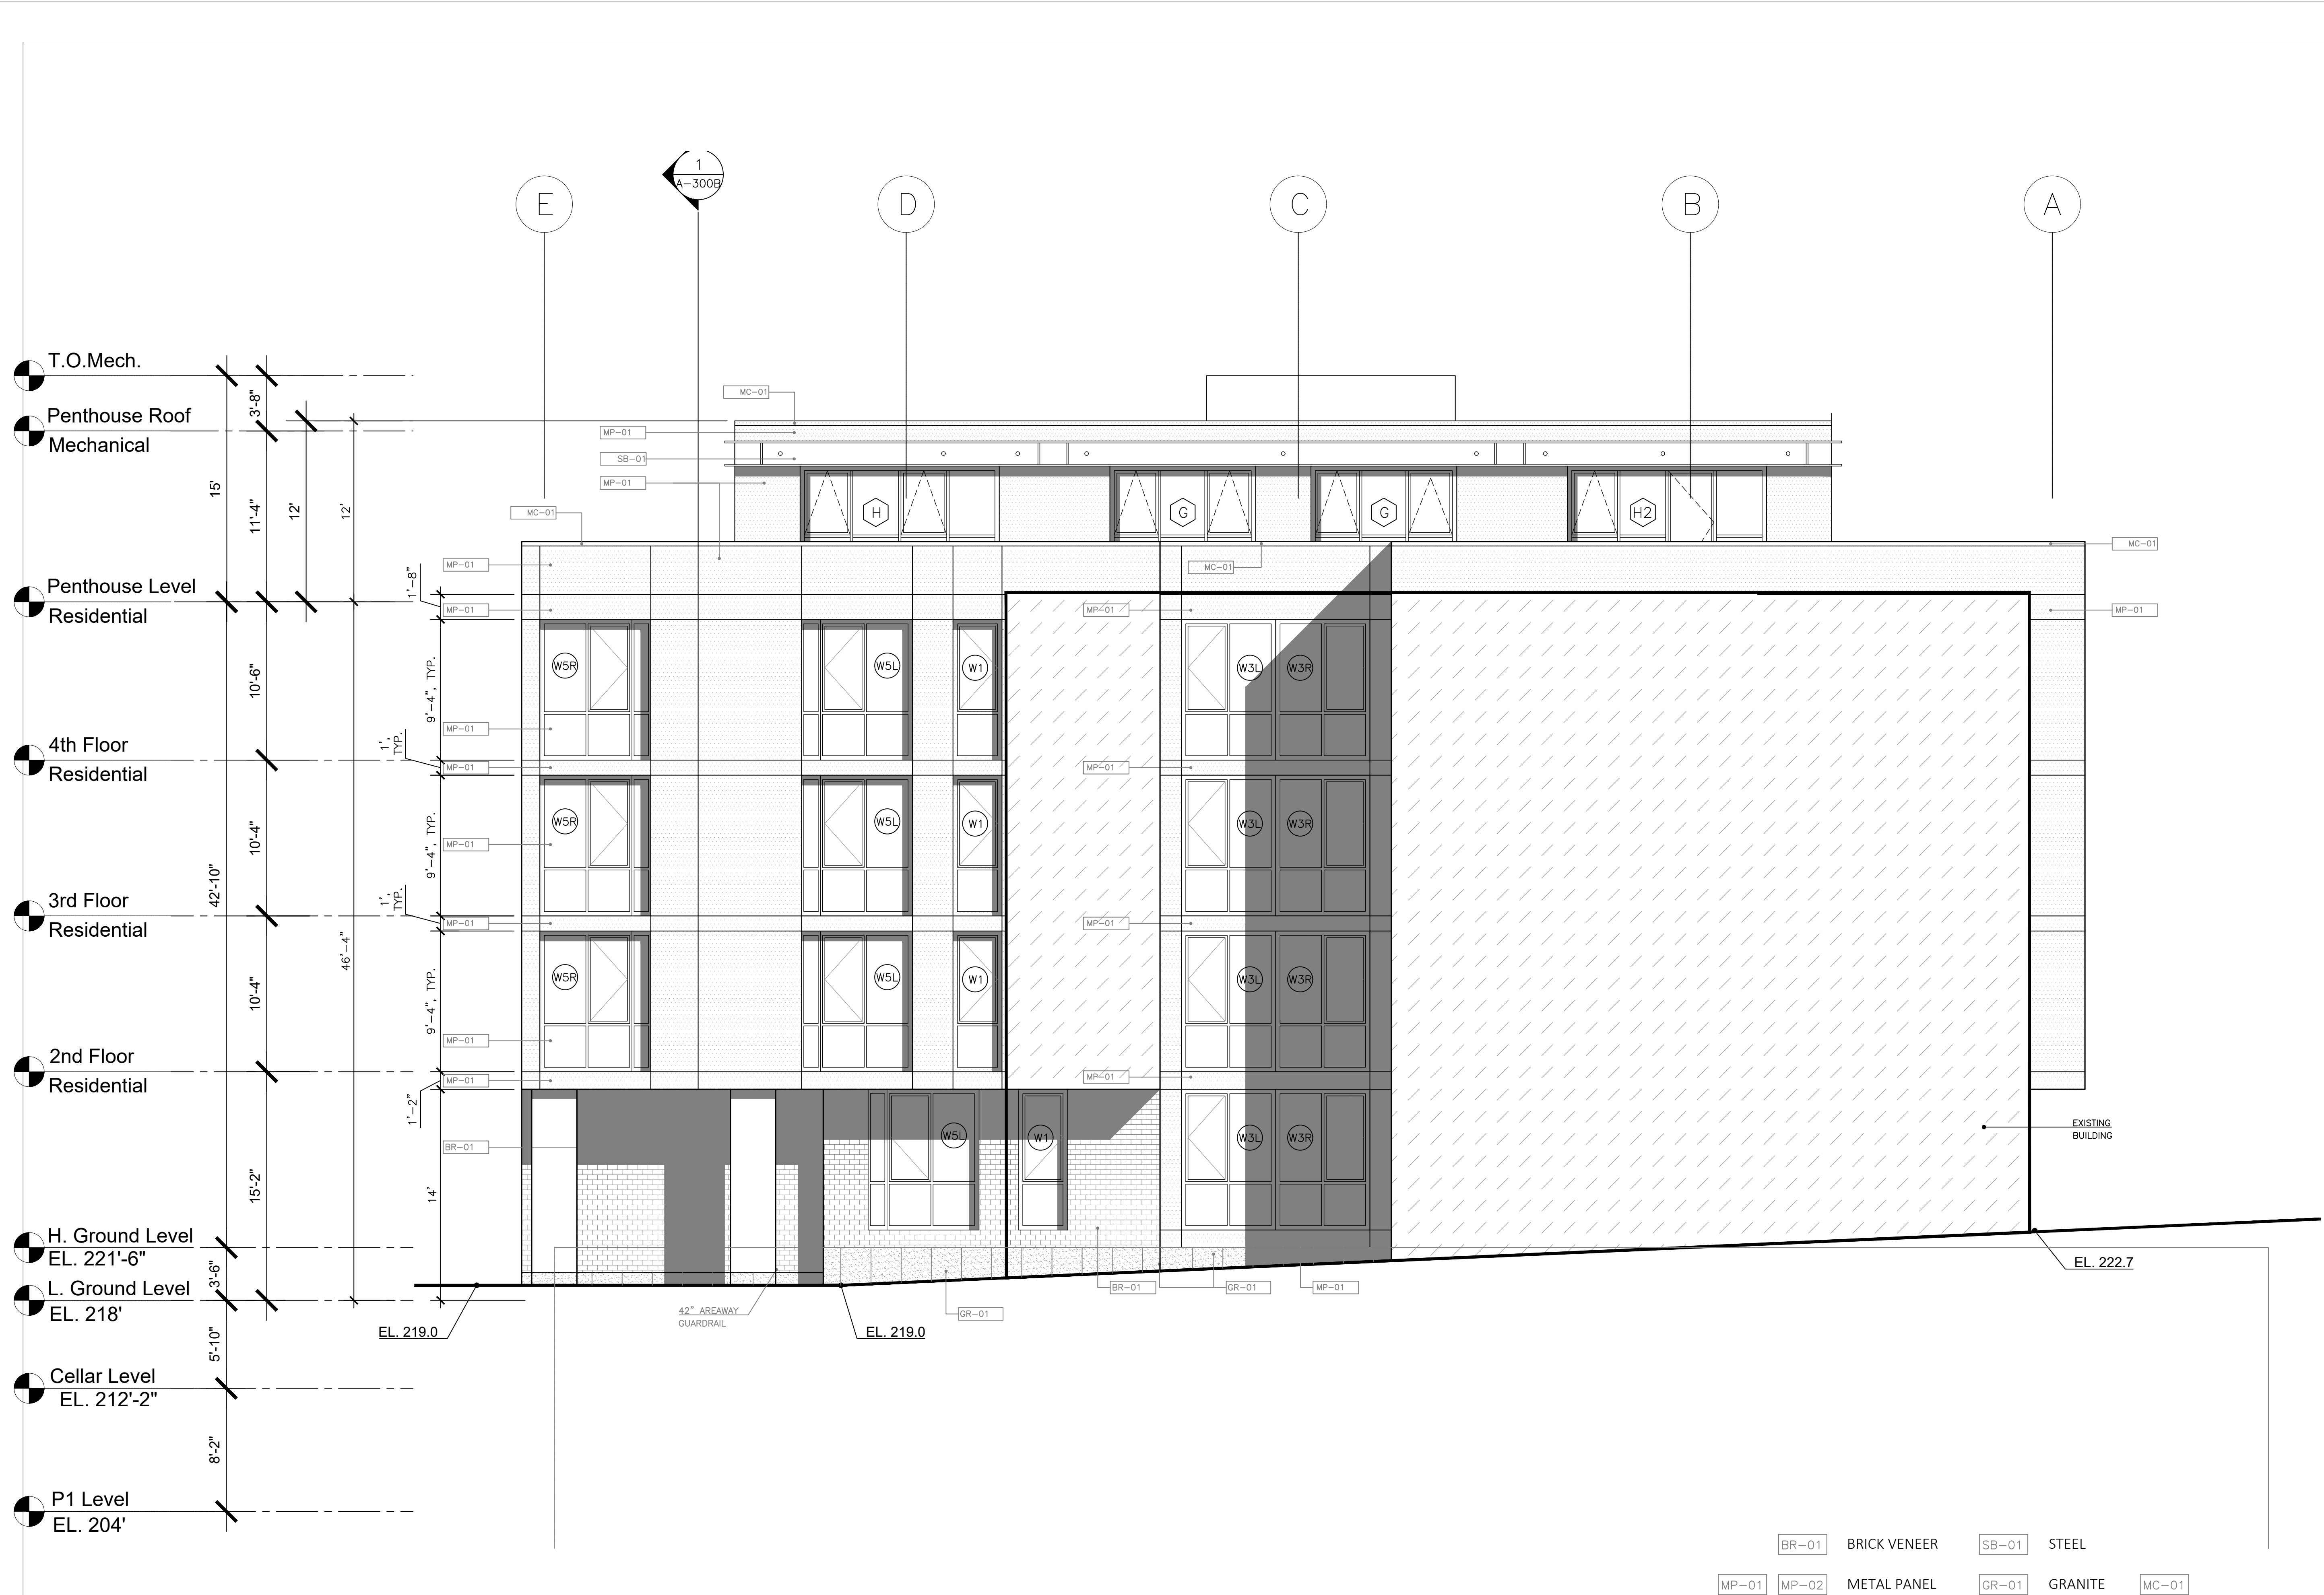 1
A-300B
E
D
C
B
A
T.O.Mech.
3'-8"
MC-01
Penthouse Roof
Mechanical
MP-01
SB-01
MP-01
15'
11'-4"
12'
12'
H
G
G
H2
MC-01
MC-01
MP-01
MC-01
Penthouse Level
Residential
1'-8"
MP-01
MP-01
MP-01
10'-6"
9'-4", TYP.
W5R
W5L
W1
W3L
W3R
MP-01
4th Floor
Residential
1',
TYP.
MP-01
MP-01
10'-4"
9'-4", TYP.
W5R
W5L
W1
W3L
W3R
MP-01
42'-10"
3rd Floor
Residential
1',
TYP.
MP-01
MP-01
46'-4"
10'-4"
9'-4", TYP.
W5R
W5L
W1
W3L
W3R
MP-01
2nd Floor
Residential
MP-01
MP-01
1'-2"
EXISTING
BUILDING
W5L
W1
W3L
W3R
BR-01
15'-2"
14'
H. Ground Level
EL. 221'-6"
3'-6"
EL. 222.7
L. Ground Level
EL. 218'
BR-01
GR-01
MP-01
42" AREAWAY
GUARDRAIL
GR-01
EL. 219.0
EL. 219.0
5'-10"
Cellar Level
EL. 212'-2"
8'-2"
P1 Level
EL. 204'
BR-01 BRICK VENEER SB-01 STEEL
MP-01 MP-02 METAL PANEL GR-01 GRANITE MC-01